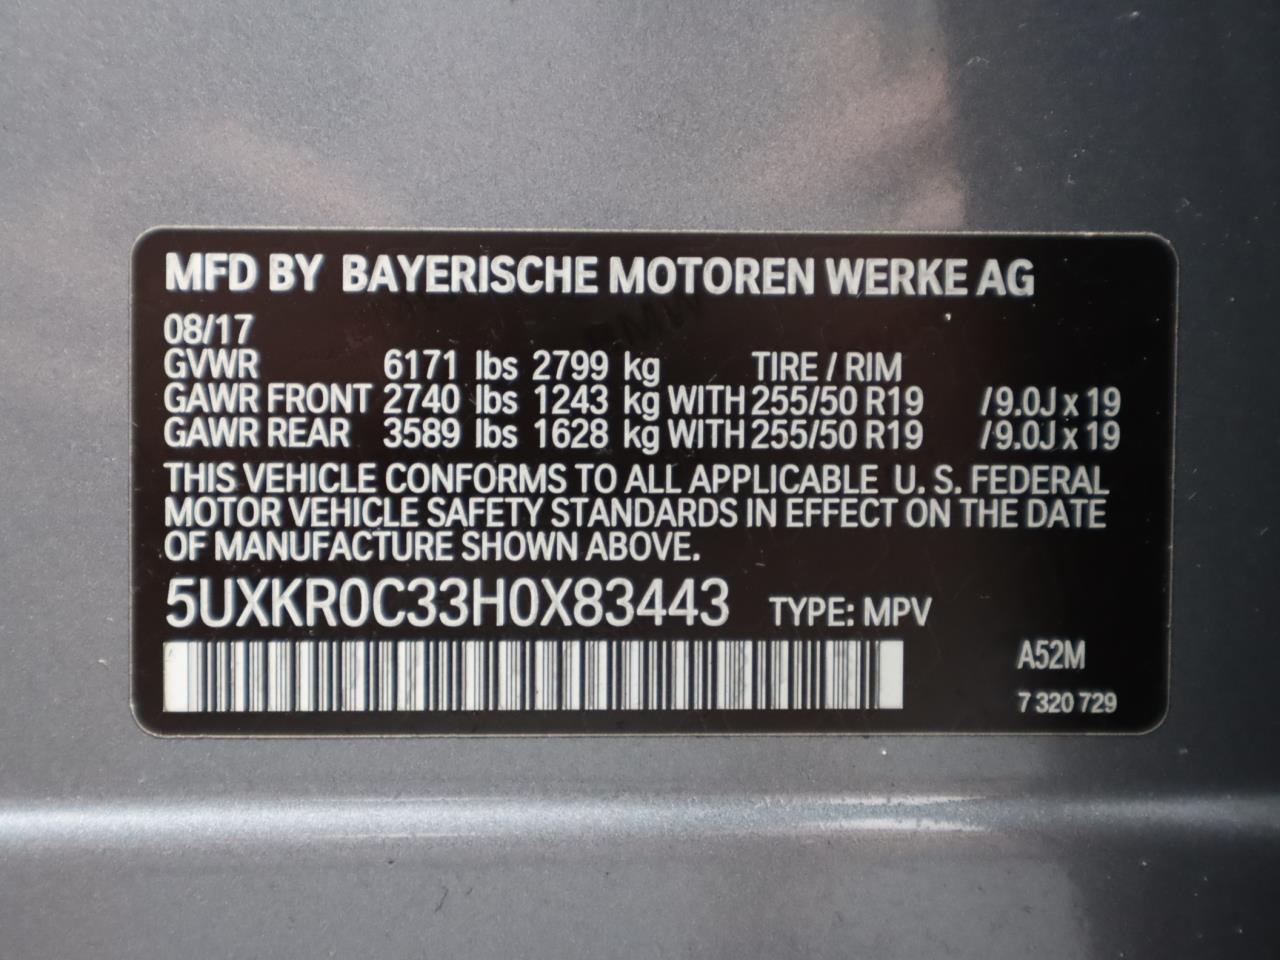 MFD BY BAYERISCHE MOTOREN WERKE AG
08/17
GVWR 6171 lbs 2799 kg TIRE / RIM
GAWR FRONT 2740 lbs 1243 kg WITH 255/50 R19 /9.0J x 19
GAWR REAR 3589 lbs 1628 kg WITH 255/50 R19 /9.0J x 19
THIS VEHICLE CONFORMS TO ALL APPLICABLE U. S. FEDERAL
MOTOR VEHICLE SAFETY STANDARDS IN EFFECT ON THE DATE
OF MANUFACTURE SHOWN ABOVE.
5UXKR0C33H0X83443 TYPE: MPV
A52M
7 320 729